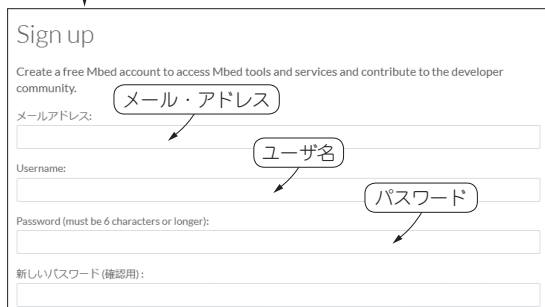 Sign up
Create a free Mbed account to access Mbed tools and services and contribute to the developer
community.
メール・アドレス
メールアドレス:
ユーザ名
Username:
パスワード
Password (must be 6 characters or longer):
新しいパスワード(確認用):